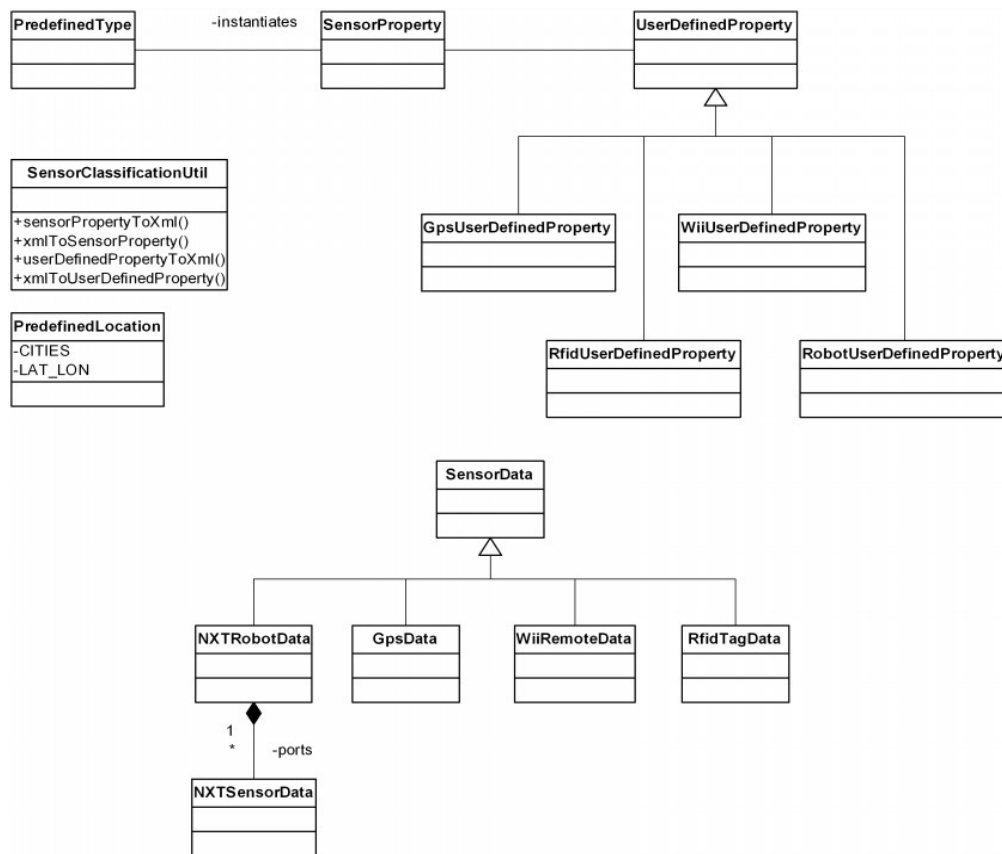 PredefinedType
-instantiates
SensorProperty
UserDefinedProperty
SensorClassificationUtil
+sensorPropertyToXml()
+xmlToSensorProperty()
+userDefinedPropertyToXml()
+xmlToUserDefinedProperty()
GpsUserDefinedProperty
WiiUserDefinedProperty
PredefinedLocation
-CITIES
-LAT_LON
RfidUserDefinedProperty
RobotUserDefinedProperty
SensorData
NXTRobotData
GpsData
WiiRemoteData
RfidTagData
1
*
-ports
NXTSensorData